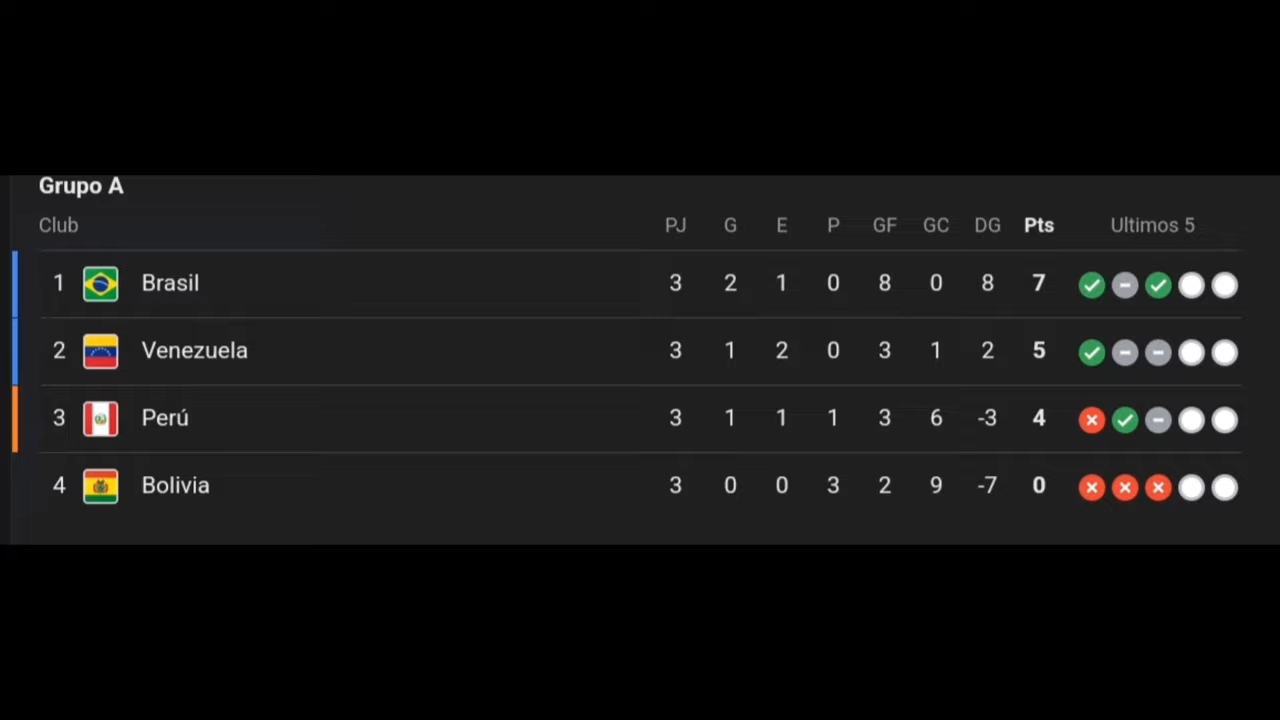 Grupo A
Club PJ G E P GF GC DG Pts Ultimos 5
1 Brasil 3 2 1 0 8 0 8 7
2 Venezuela 3 1 2 0 3 1 2 5
3 Perú 3 1 1 1 3 6 -3 4
4 Bolivia 3 0 0 3 2 9 -7 0